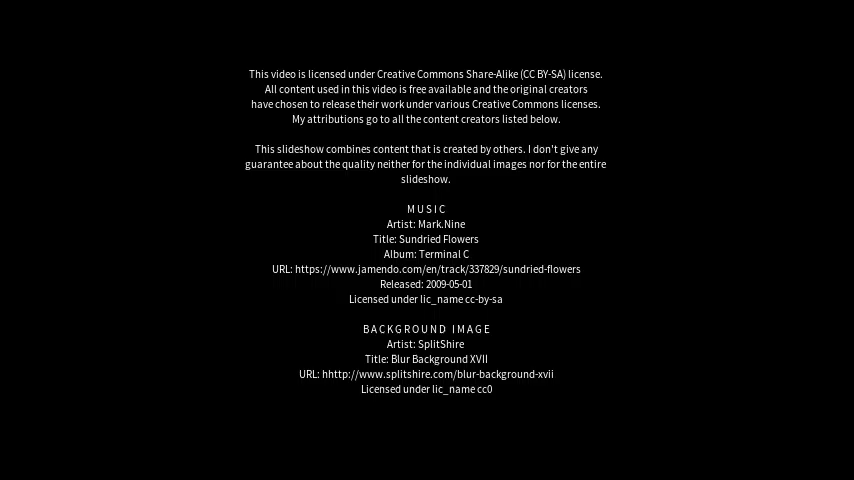 This video is licensed under Creative Commons Share-Alike (CC BY-SA) license.
All content used in this video is free available and the original creators
have chosen to release their work under various Creative Commons licenses.
My attributions go to all the content creators listed below.
This slideshow combines content that is created by others. I don't give any
guarantee about the quality neither for the individual images nor for the entire
slideshow.
MUSIC
Artist: Mark.Nine
Title: Sundried Flowers
Album: Terminal C
URL: https://www.jamendo.com/en/track/337829/sundried-flowers
Released: 2009-05-01
Licensed under lic_name cc-by-sa
BACKGROUND IMAGE
Artist: SplitShire
Title: Blur Background XVII
URL: hhttp://www.splitshire.com/blur-background-xvii
Licensed under lic_name cc0